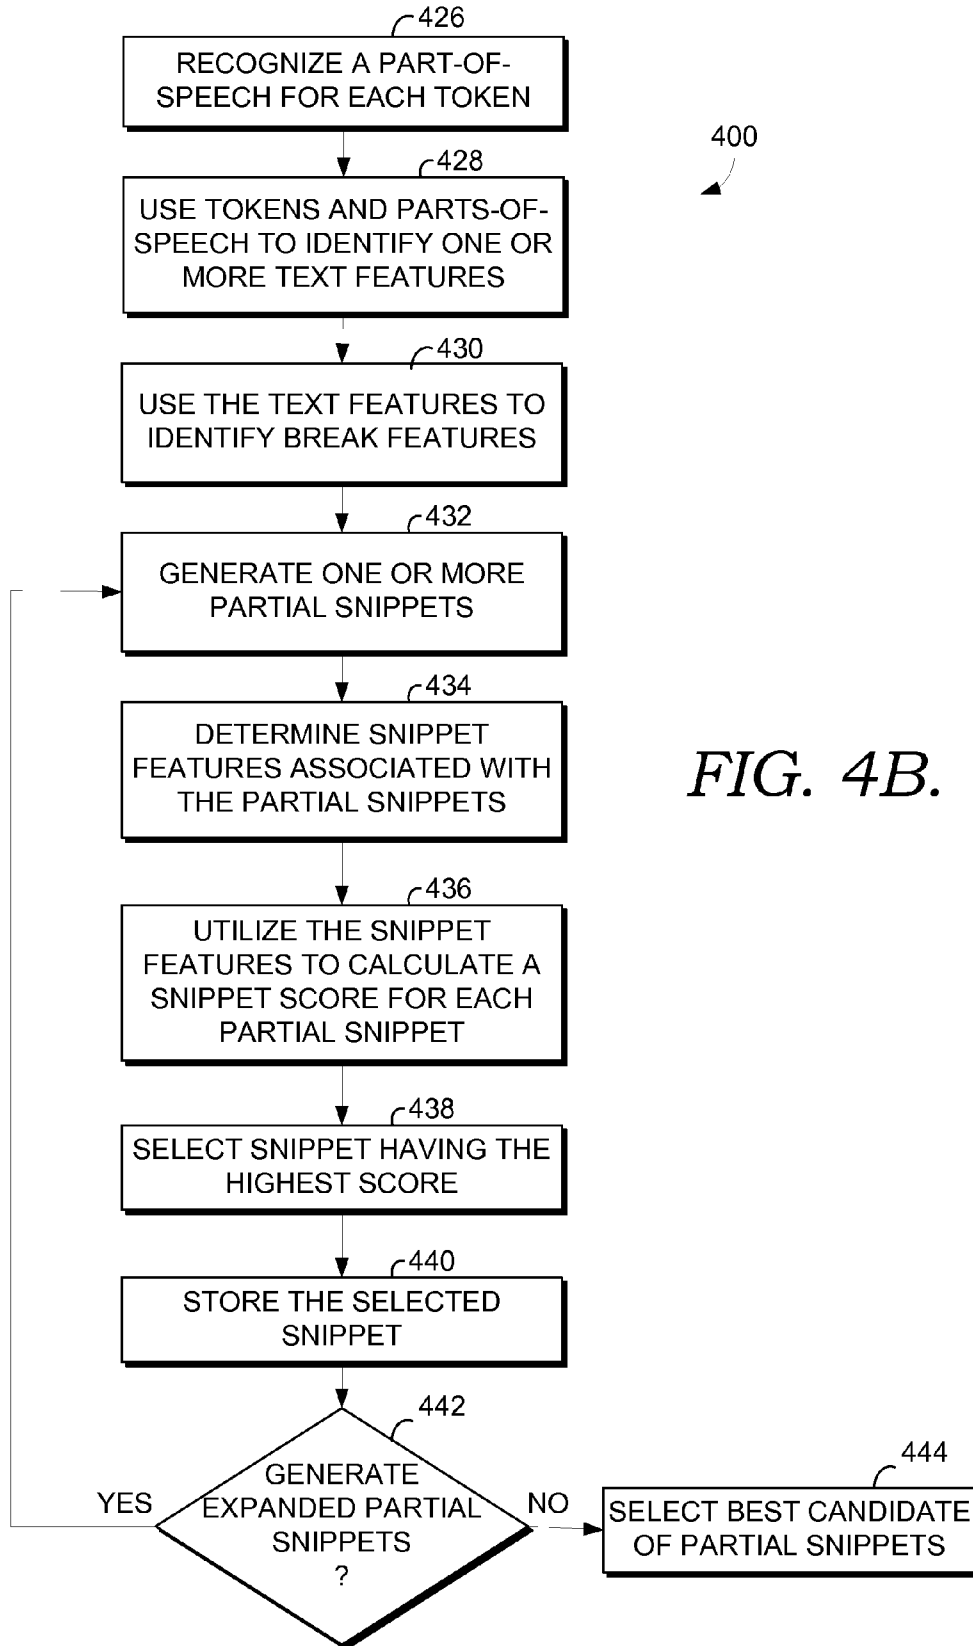 426
RECOGNIZE A PART-OF-
SPEECH FOR EACH TOKEN
400
428
USE TOKENS AND PARTS-OF-
SPEECH TO IDENTIFY ONE OR
MORE TEXT FEATURES
430
USE THE TEXT FEATURES TO
IDENTIFY BREAK FEATURES
432
GENERATE ONE OR MORE
PARTIAL SNIPPETS
434
DETERMINE SNIPPET
FEATURES ASSOCIATED WITH
THE PARTIAL SNIPPETS
FIG. 4B.
436
UTILIZE THE SNIPPET
FEATURES TO CALCULATE A
SNIPPET SCORE FOR EACH
PARTIAL SNIPPET
438
SELECT SNIPPET HAVING THE
HIGHEST SCORE
440
STORE THE SELECTED
SNIPPET
442
GENERATE
EXPANDED PARTIAL
SNIPPETS
?
YES
NO
444
SELECT BEST CANDIDATE
OF PARTIAL SNIPPETS